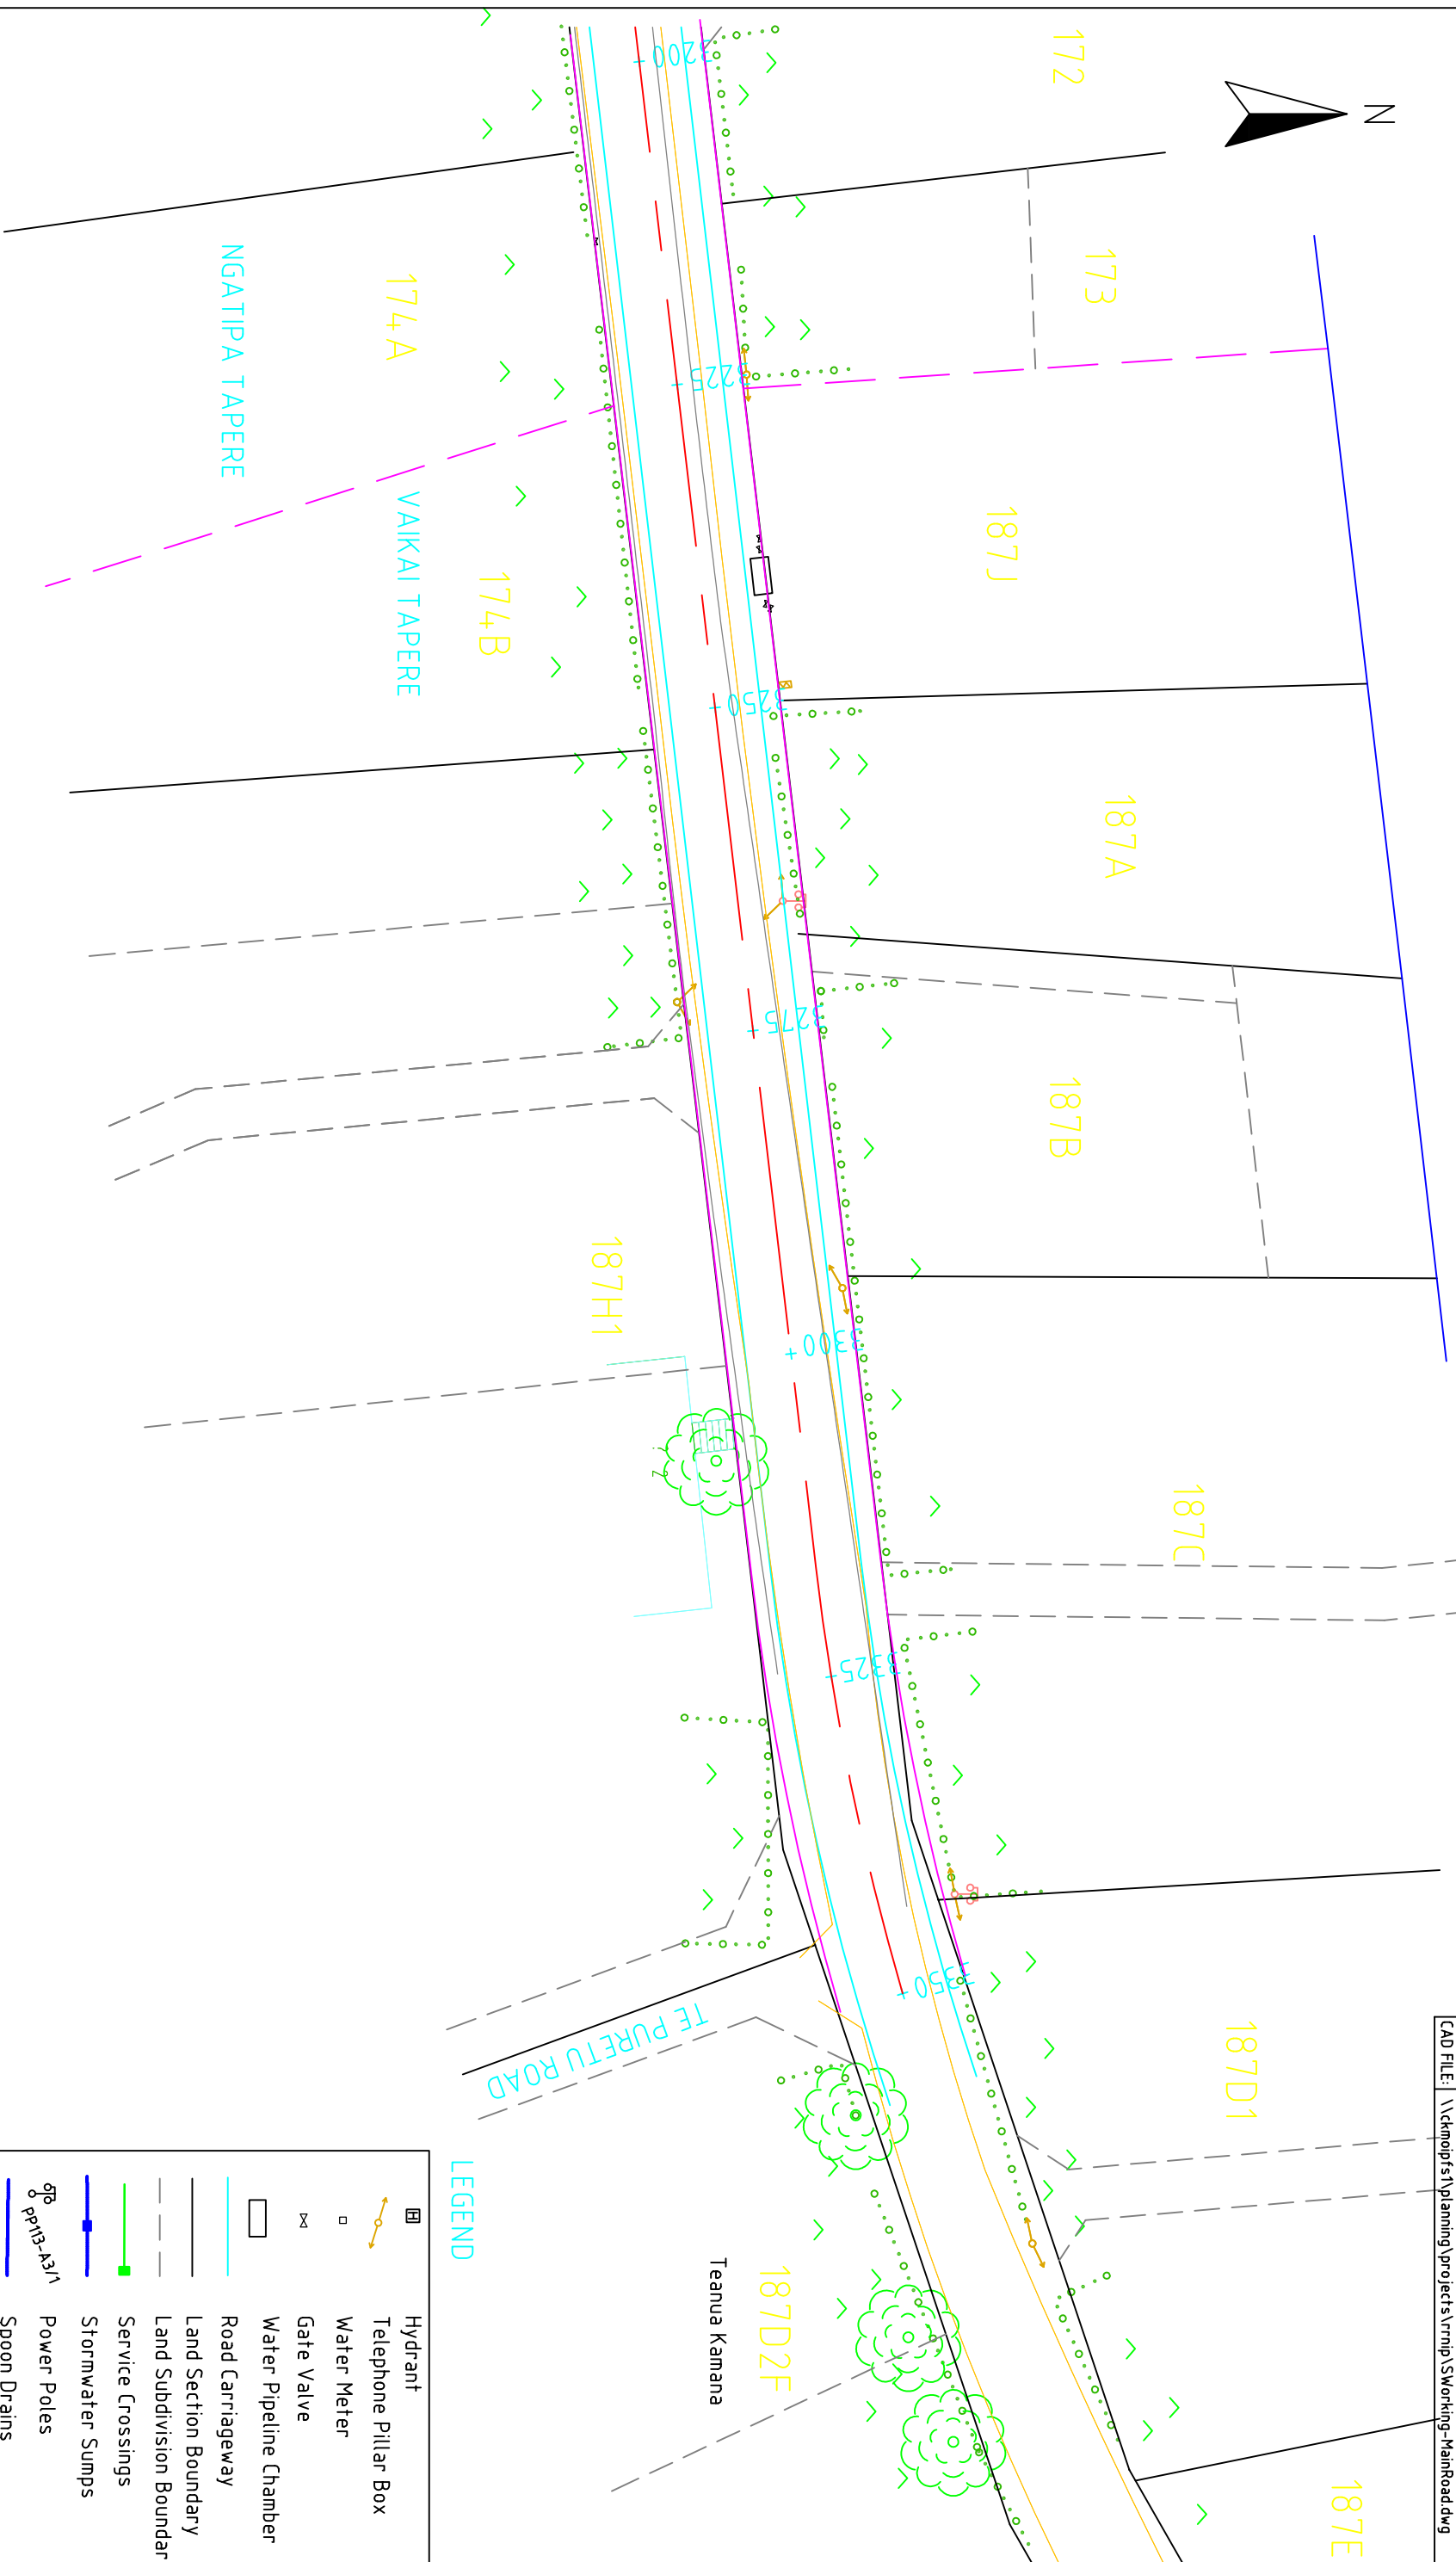 N
172
173
187J
187A
187B
187C
187D1
187E
3200
3225
3250
3275
3300
3325
3350
174A
NGATIPA TAPERE
VAIKAI TAPERE
174B
187H1
TE PURETU ROAD
187D2F
Teanua Kamana
LEGEND
Hydrant
Telephone Pillar Box
Water Meter
Gate Valve
Water Pipeline Chamber
Road Carriageway
Land Section Boundary
Land Subdivision Boundar
Service Crossings
Stormwater Sumps
PP113-A3/1
Power Poles
Spoon Drains
CAD FILE: \\ckmoipfs1\planning\projects\rrnip\SWorking-MainRoad.dwg